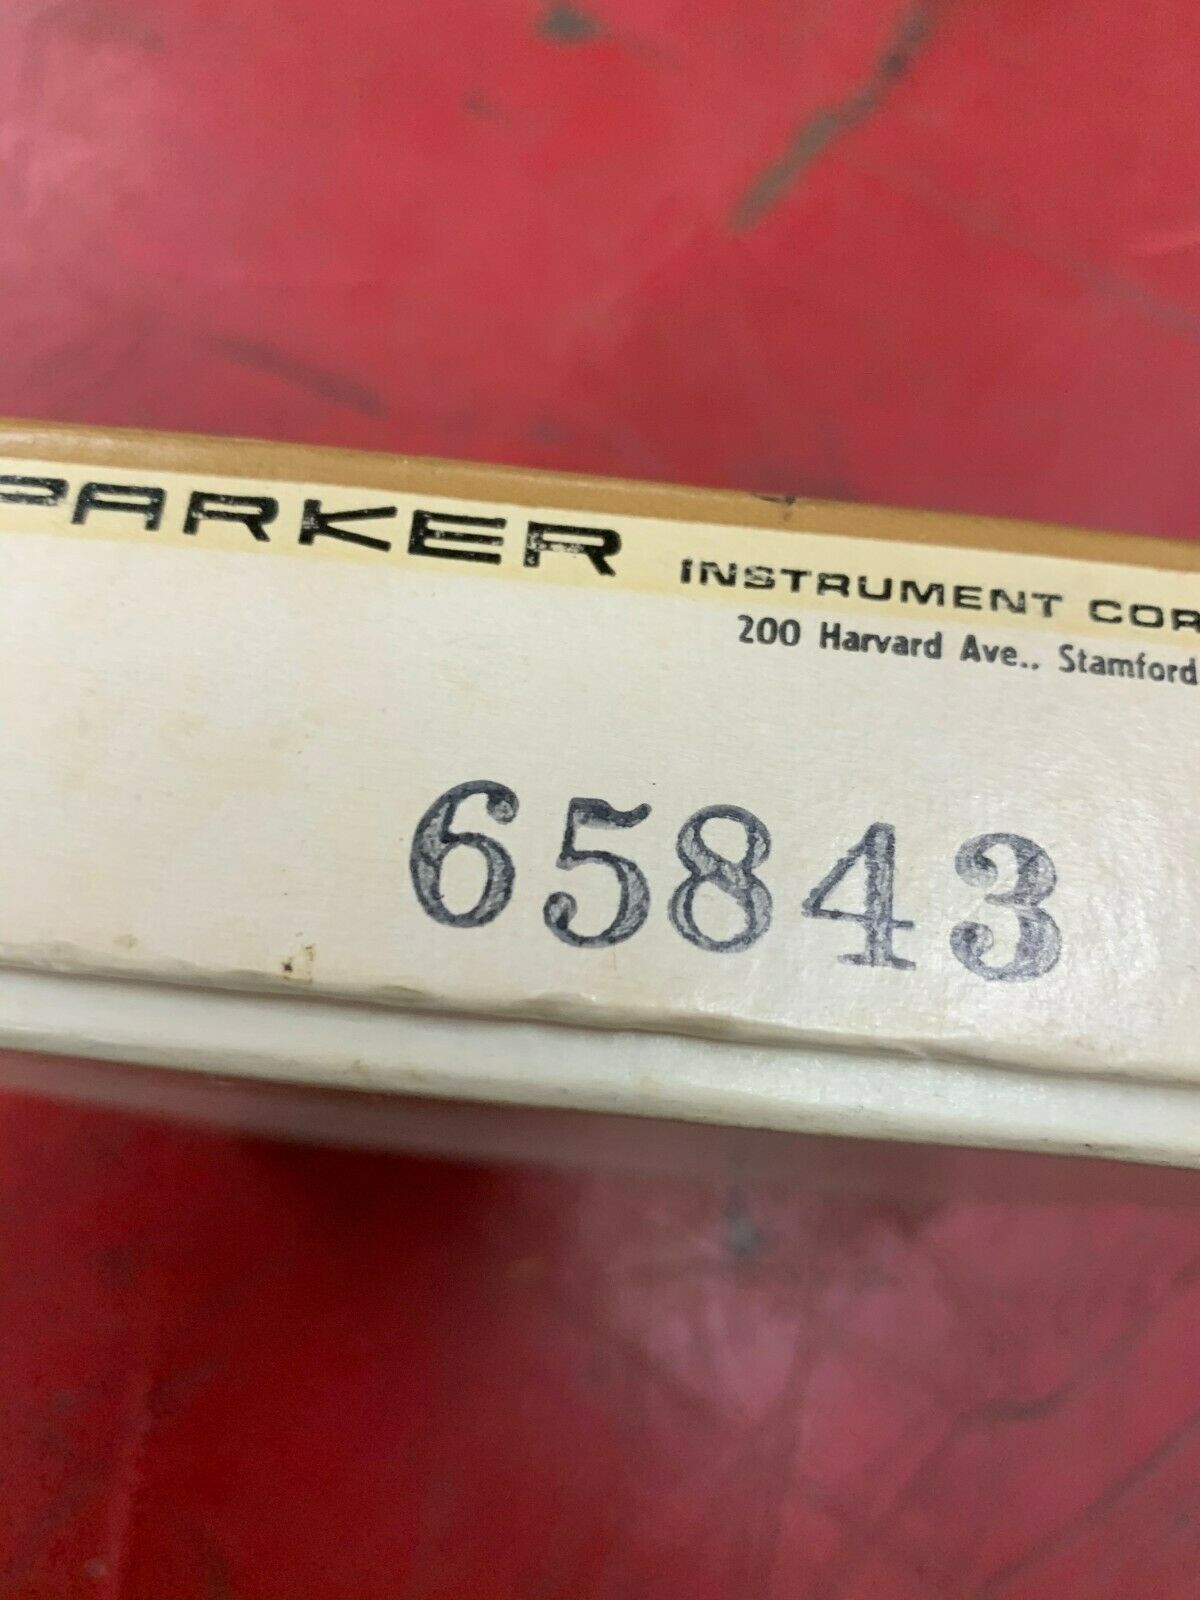 PARKER INSTRUMENT COR
200 Harvard Ave., Stamford
65843